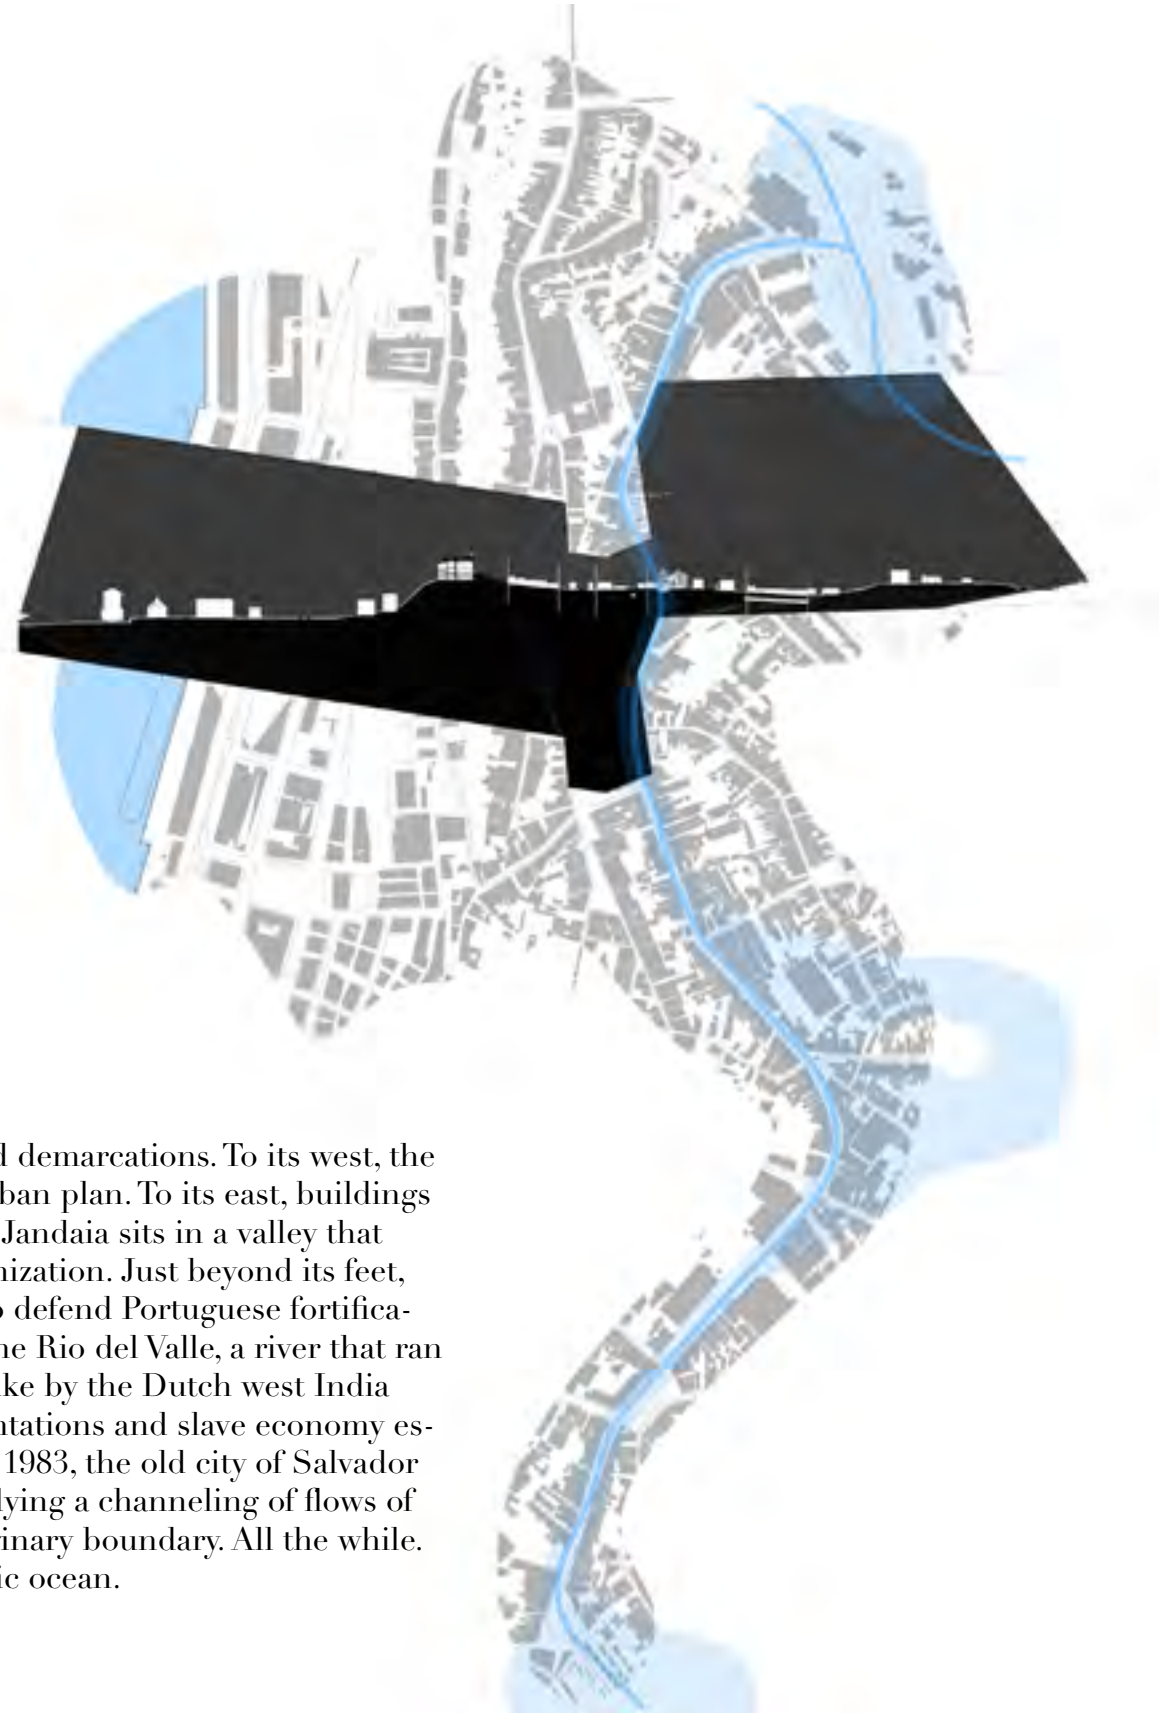 d demarcations. To its west, the
ban plan. To its east, buildings
Jandaia sits in a valley that
nization. Just beyond its feet,
o defend Portuguese fortifica-
ne Rio del Valle, a river that ran
ke by the Dutch west India
ntations and slave economy es-
1983, the old city of Salvador
lying a channeling of flows of
inary boundary. All the while.
ic ocean.